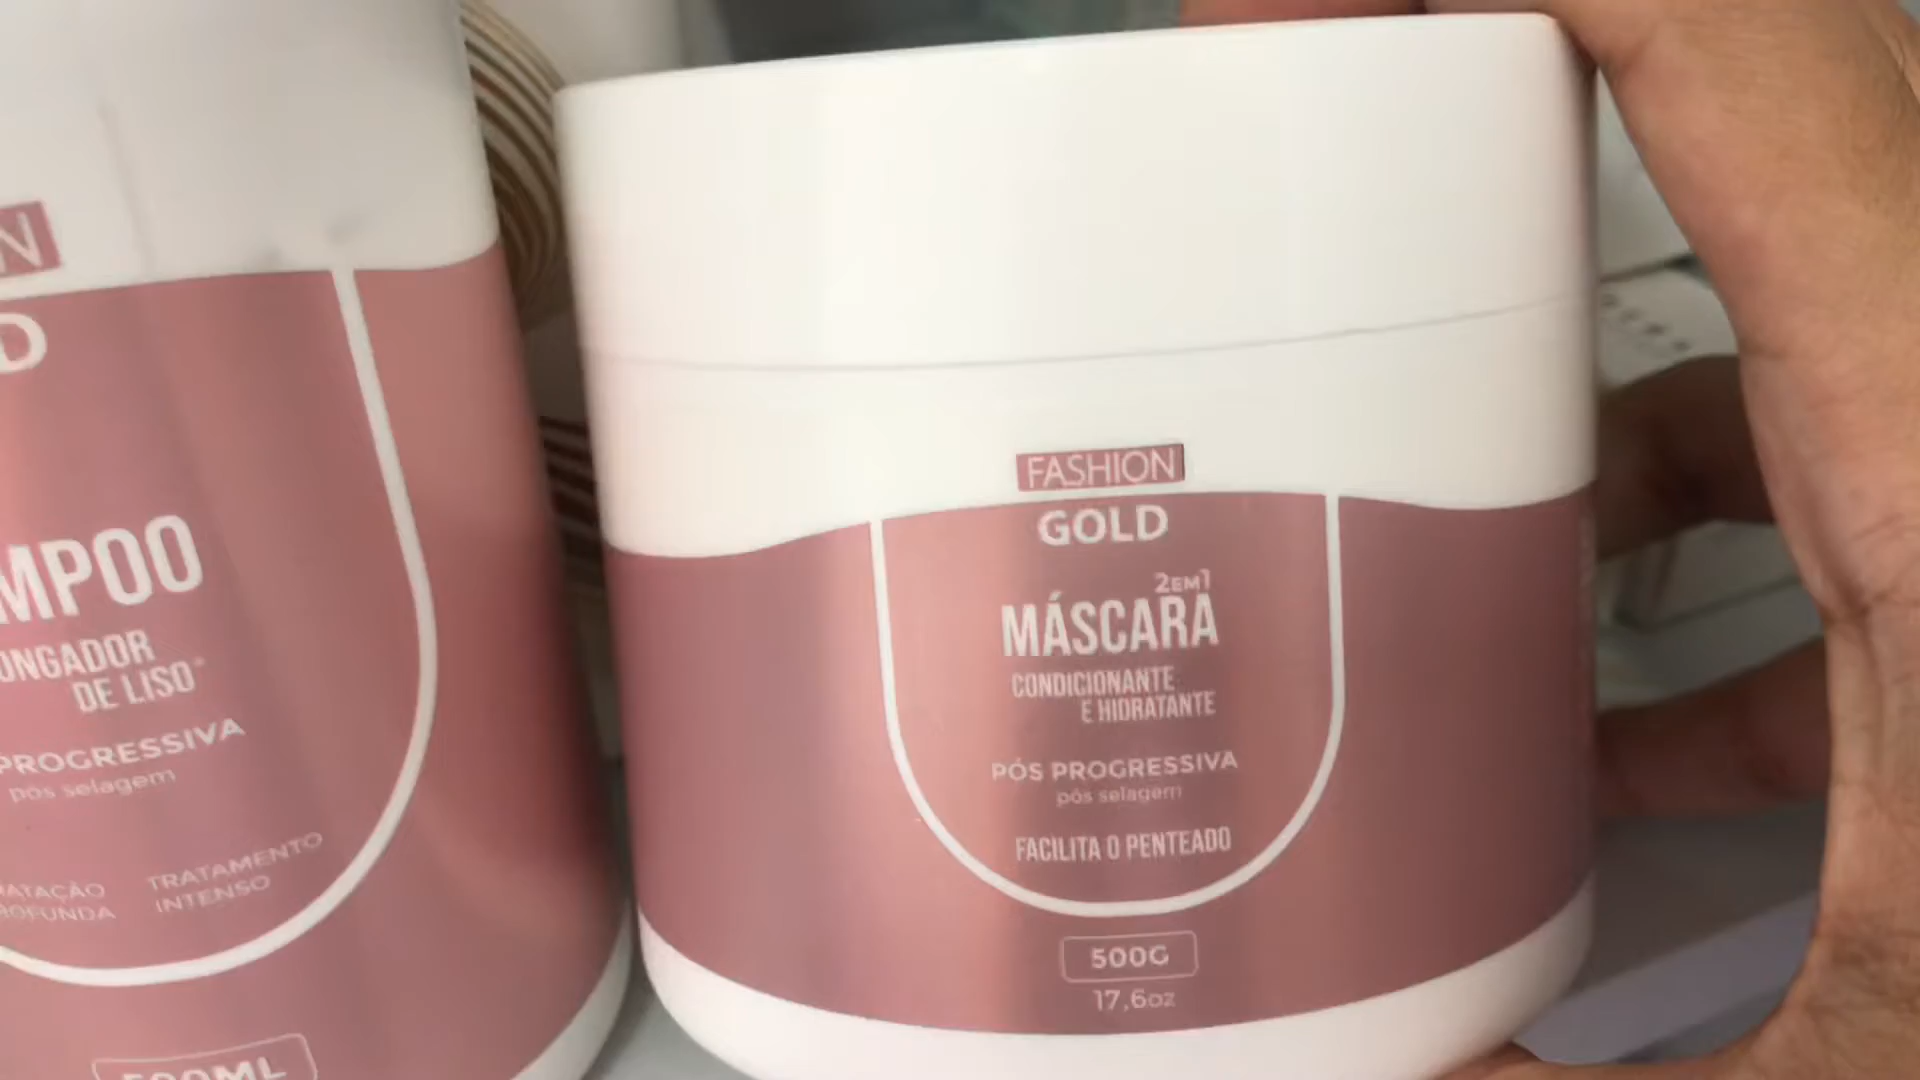 N
D
MPOO
ONGADOR
DE LISO
PROGRESSIVA
pós selagem
TRATAMENTO
INTENSO
500ML
FASHION
GOLD
2EM1
MÁSCARA
CONDICIONANTE
E HIDRATANTE
PÓS PROGRESSIVA
pós selagem
FACILITA O PENTEADO
500G
17,6oz